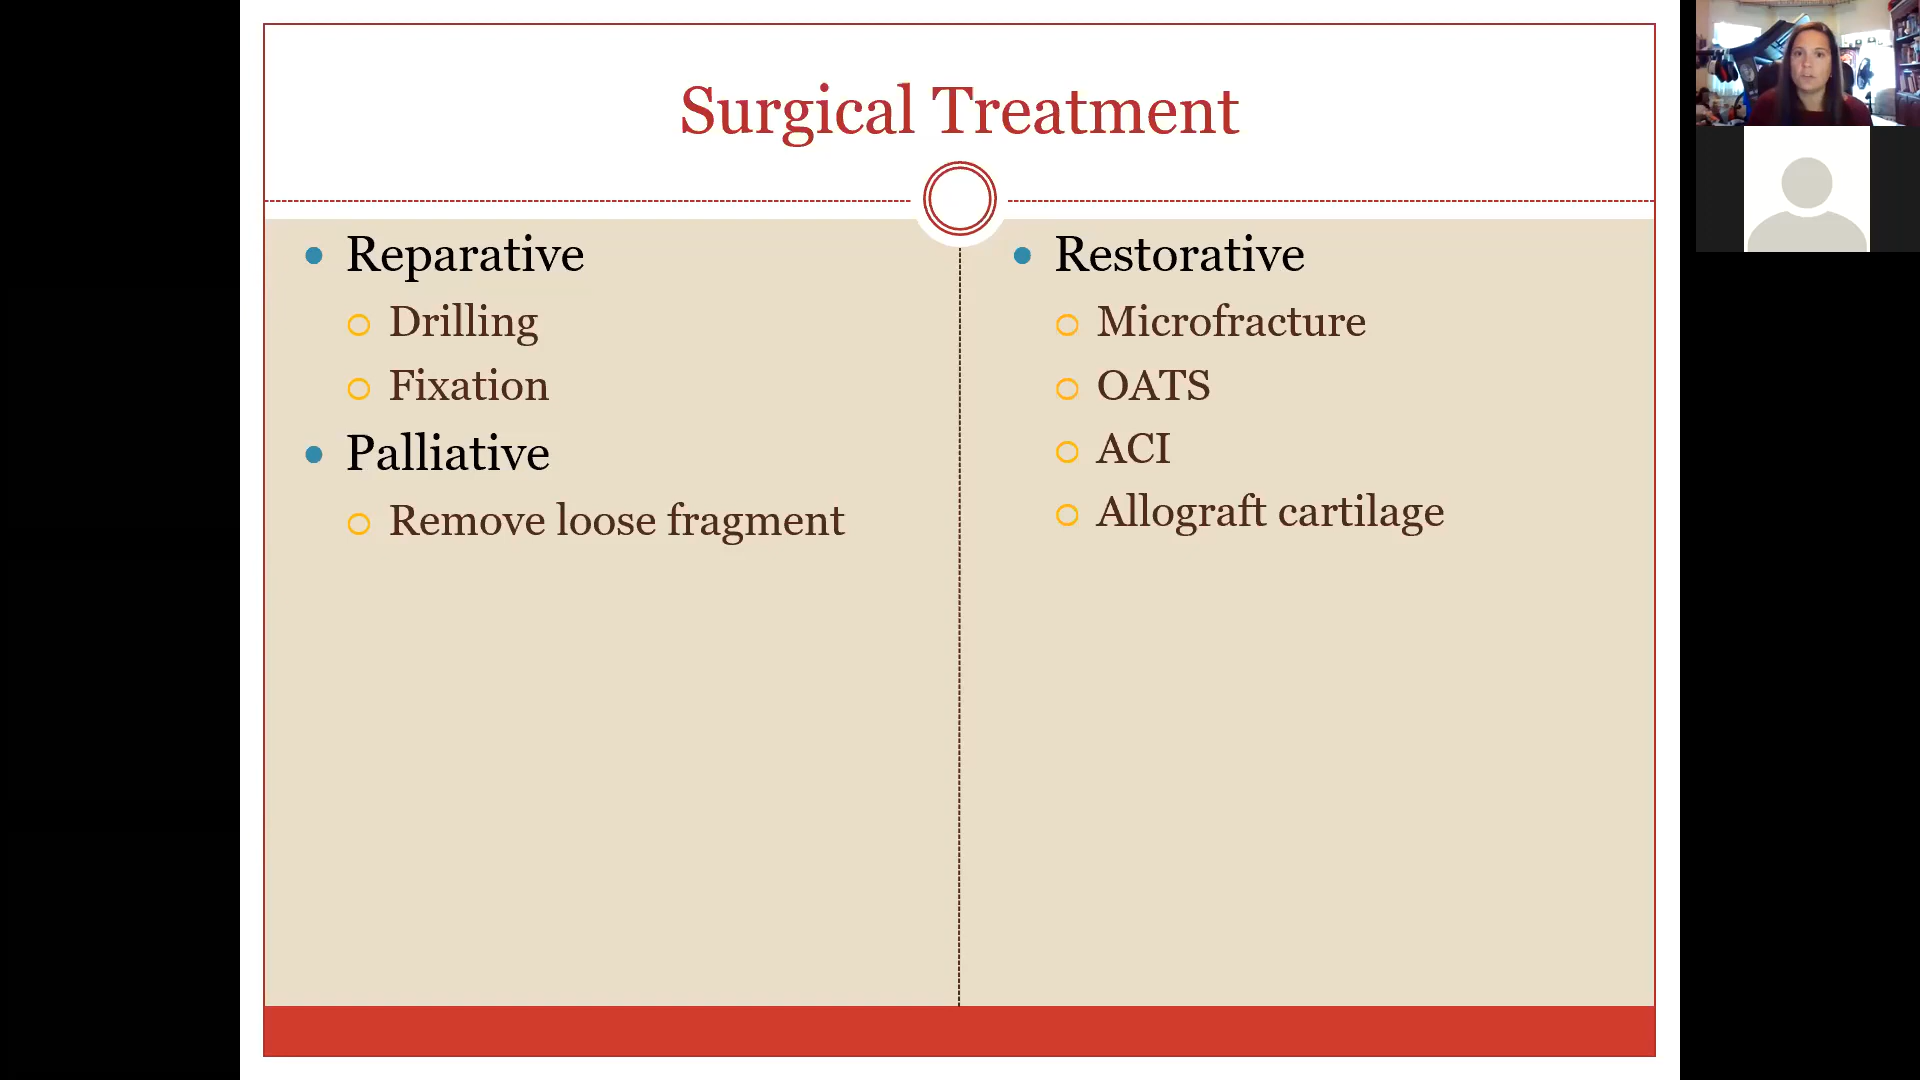 Surgical Treatment
Reparative
Drilling
Fixation
Palliative
Remove loose fragment
Restorative
Microfracture
OATS
ACI
Allograft cartilage